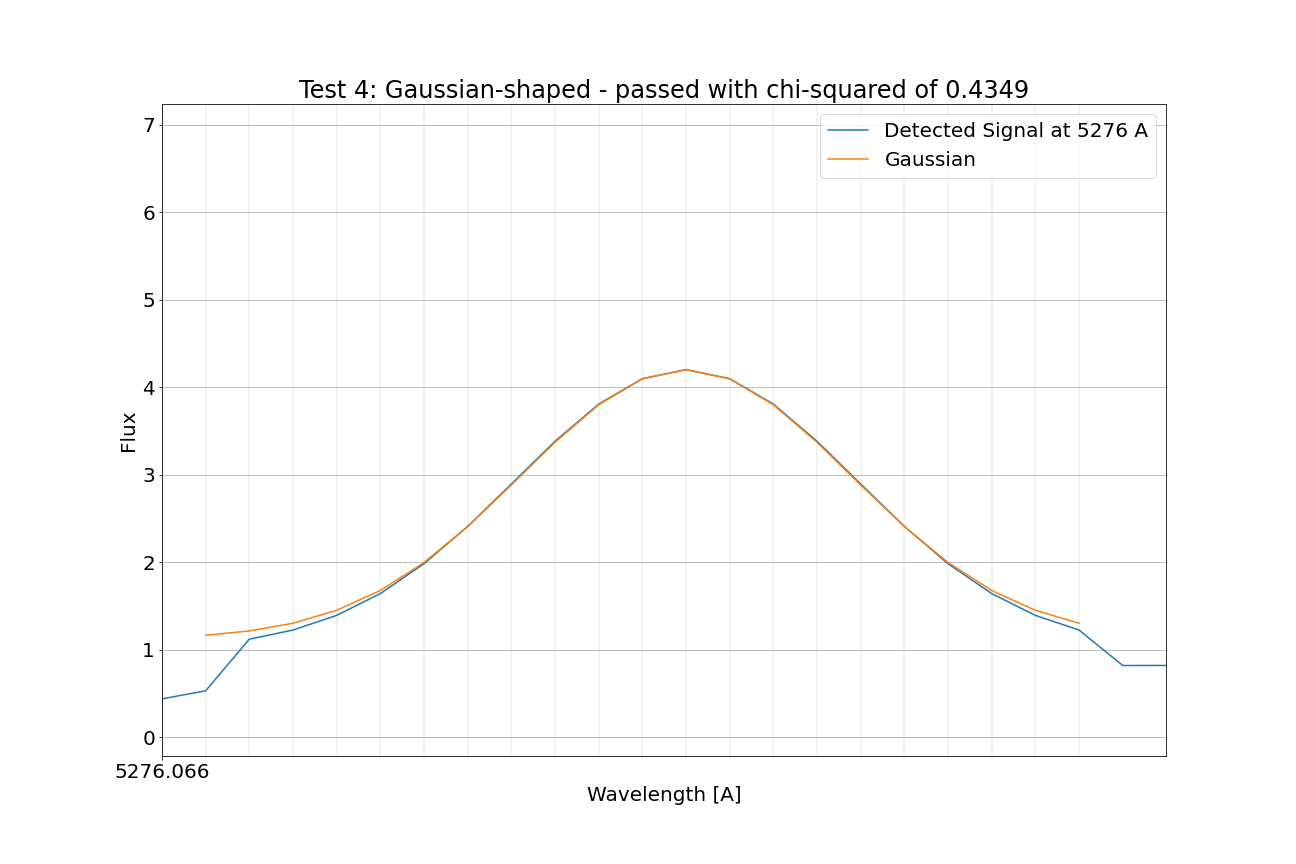 Test 4: Gaussian-shaped - passed with chi-squared of 0.4349
Detected Signal at 5276 A
Gaussian
7
6
5
4
3
2
1
0
Flux
5276.066
Wavelength [A]